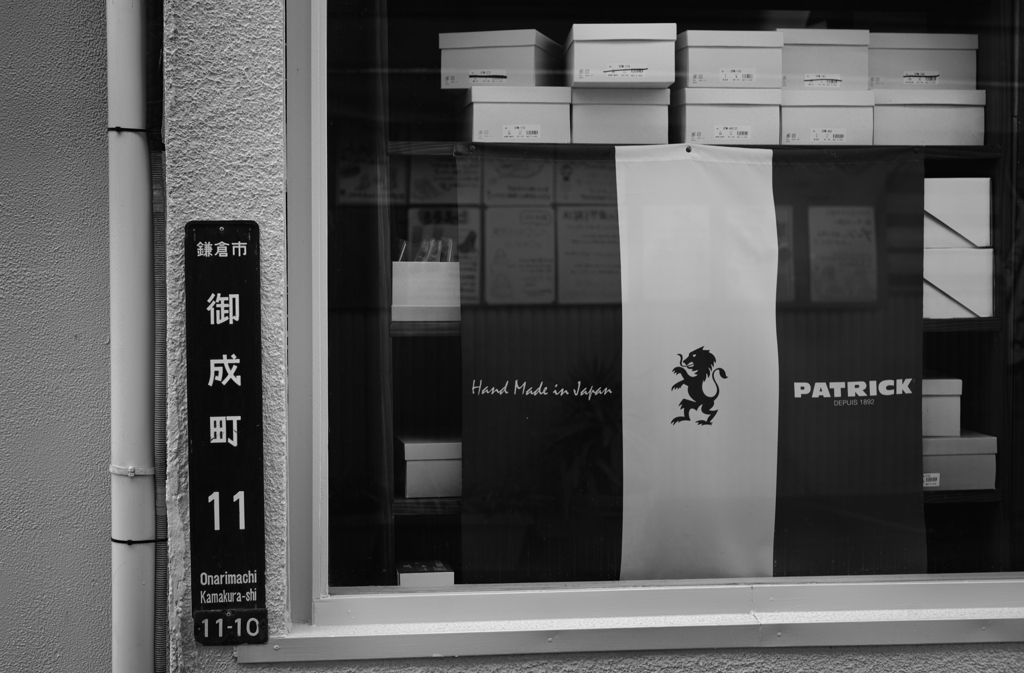 鎌倉市
御成町
11
Onarimachi
Kamakura-shi
11-10
Hand Made in Japan
PATRICK
DEPUIS 1892